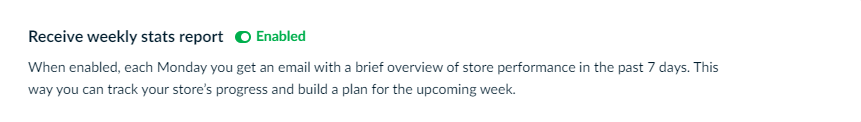 Receive weekly stats report Enabled
When enabled, each Monday you get an email with a brief overview of store performance in the past 7 days. This
way you can track your store's progress and build a plan for the upcoming week.